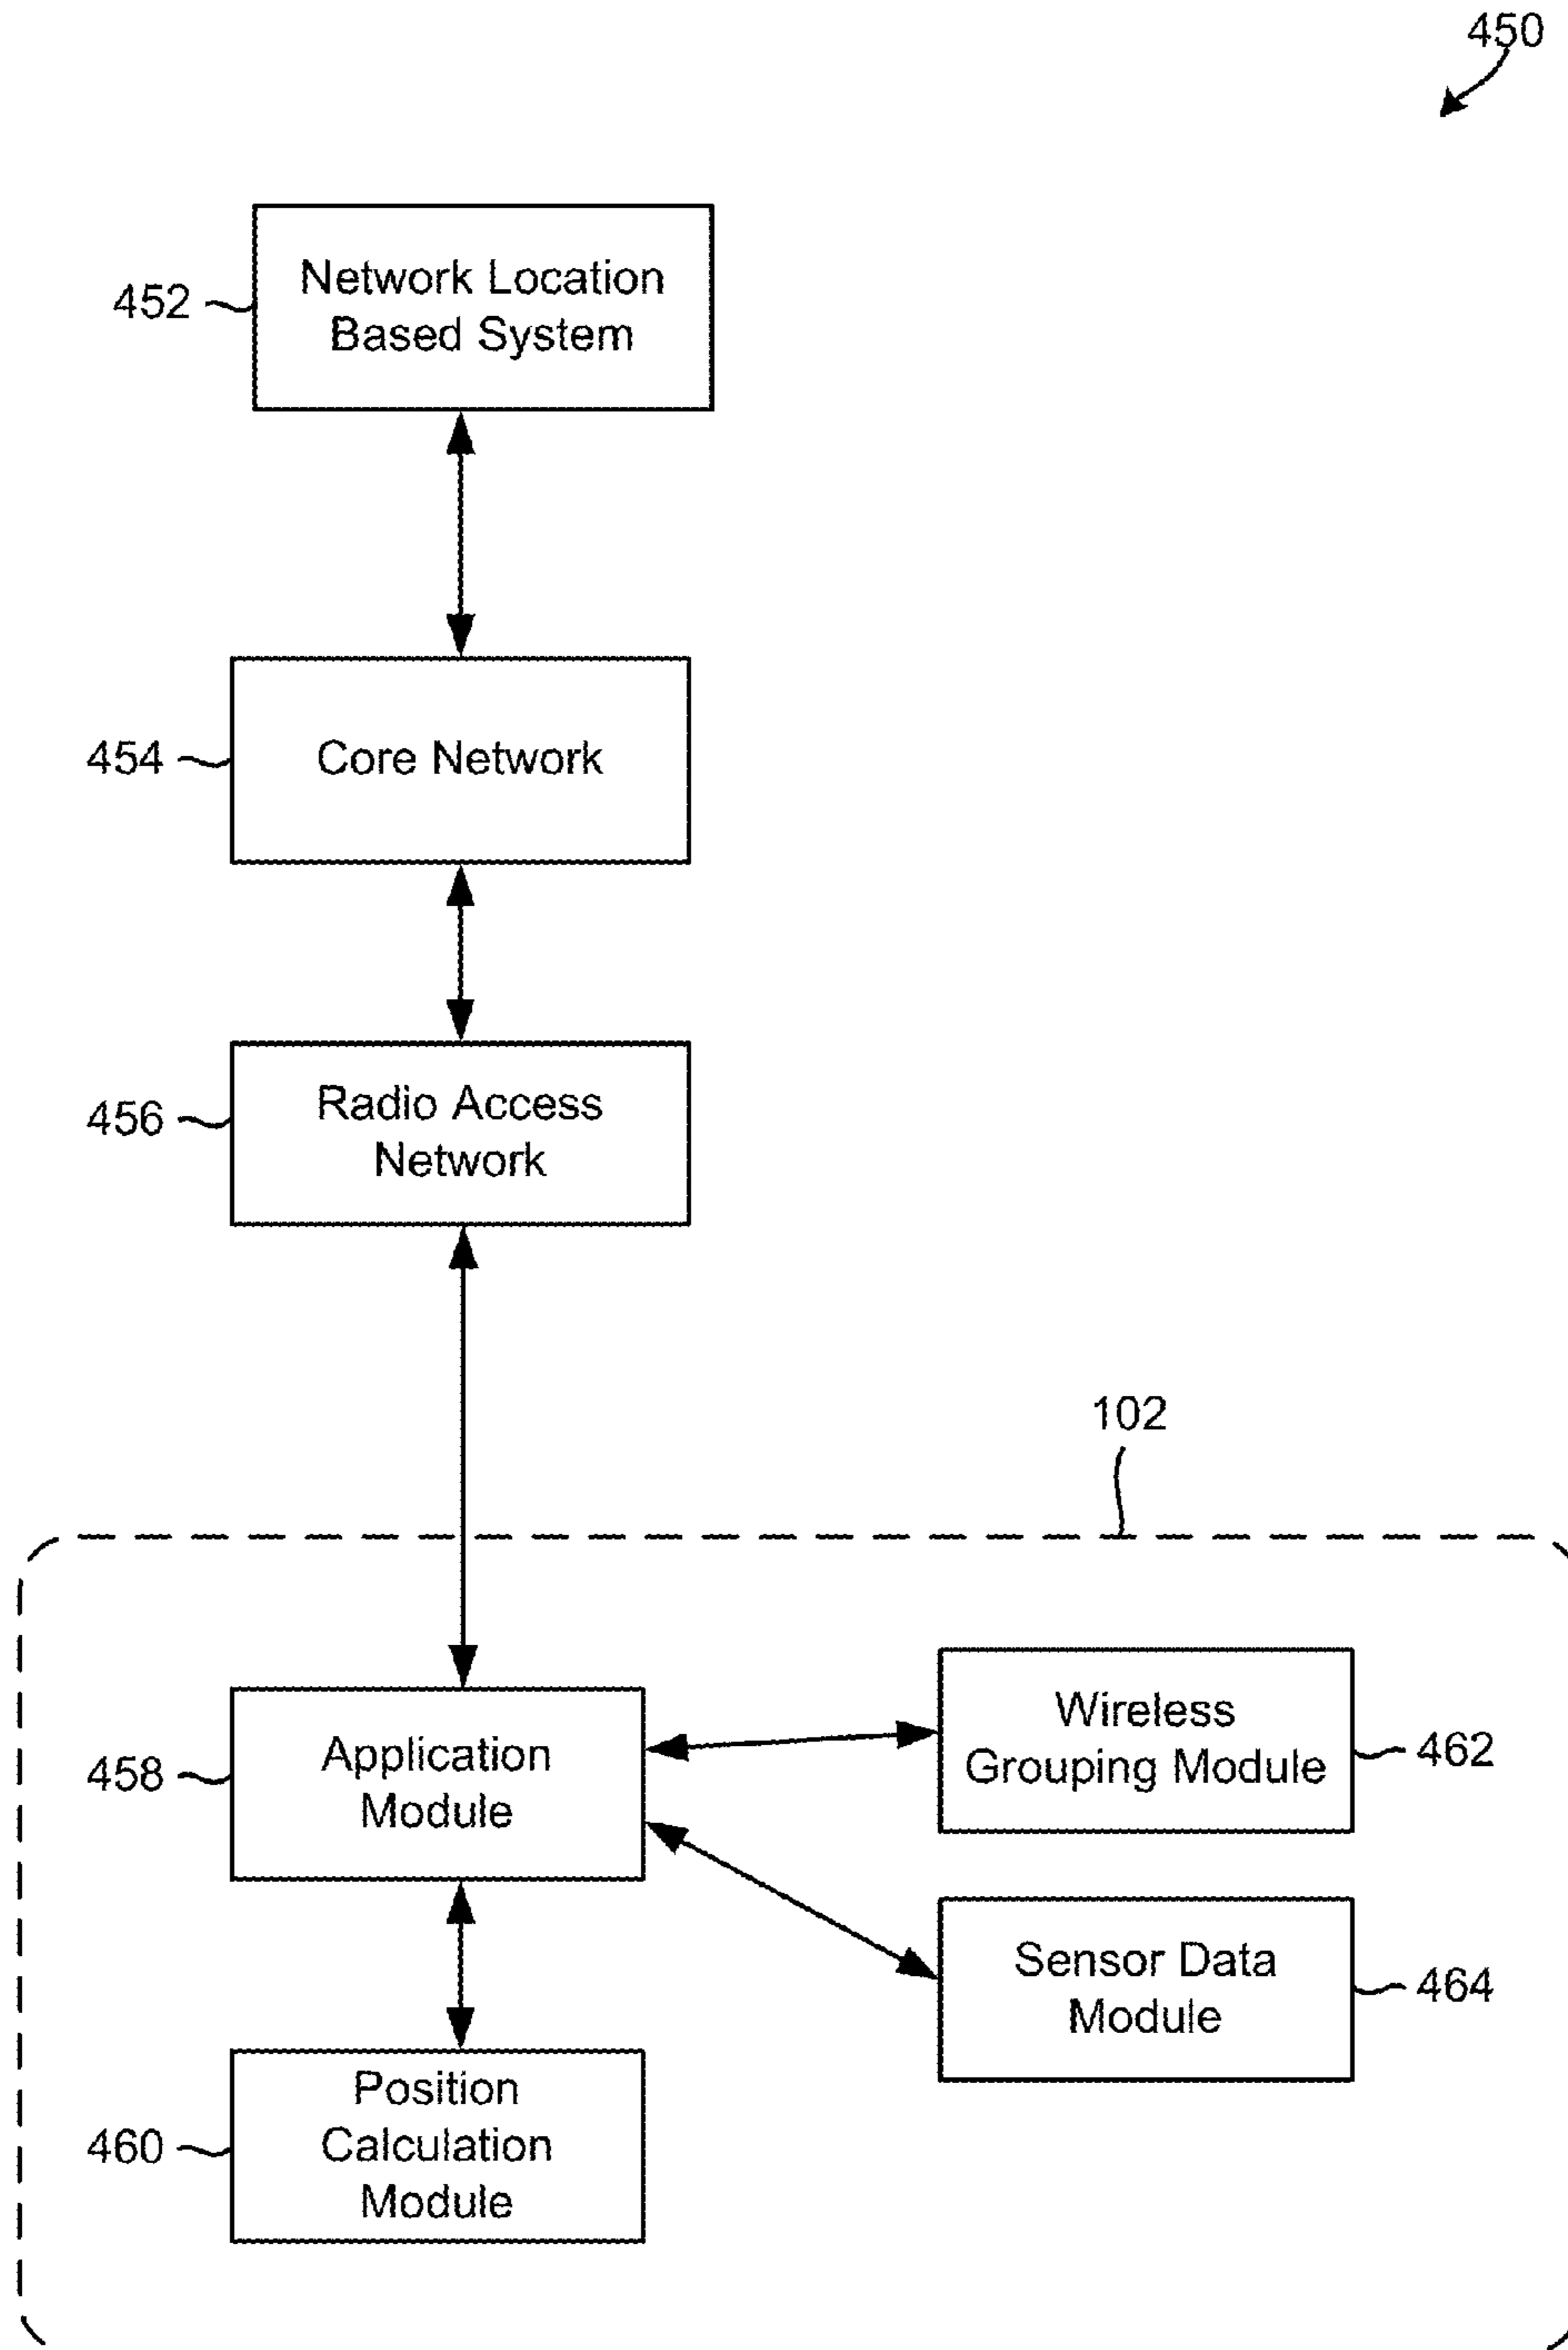 450
452
Network Location
Based System
454
Core Network
456
Radio Access
Network
102
458
Application
Module
Wireless
Grouping Module
462
Sensor Data
Module
464
460
Position
Calculation
Module